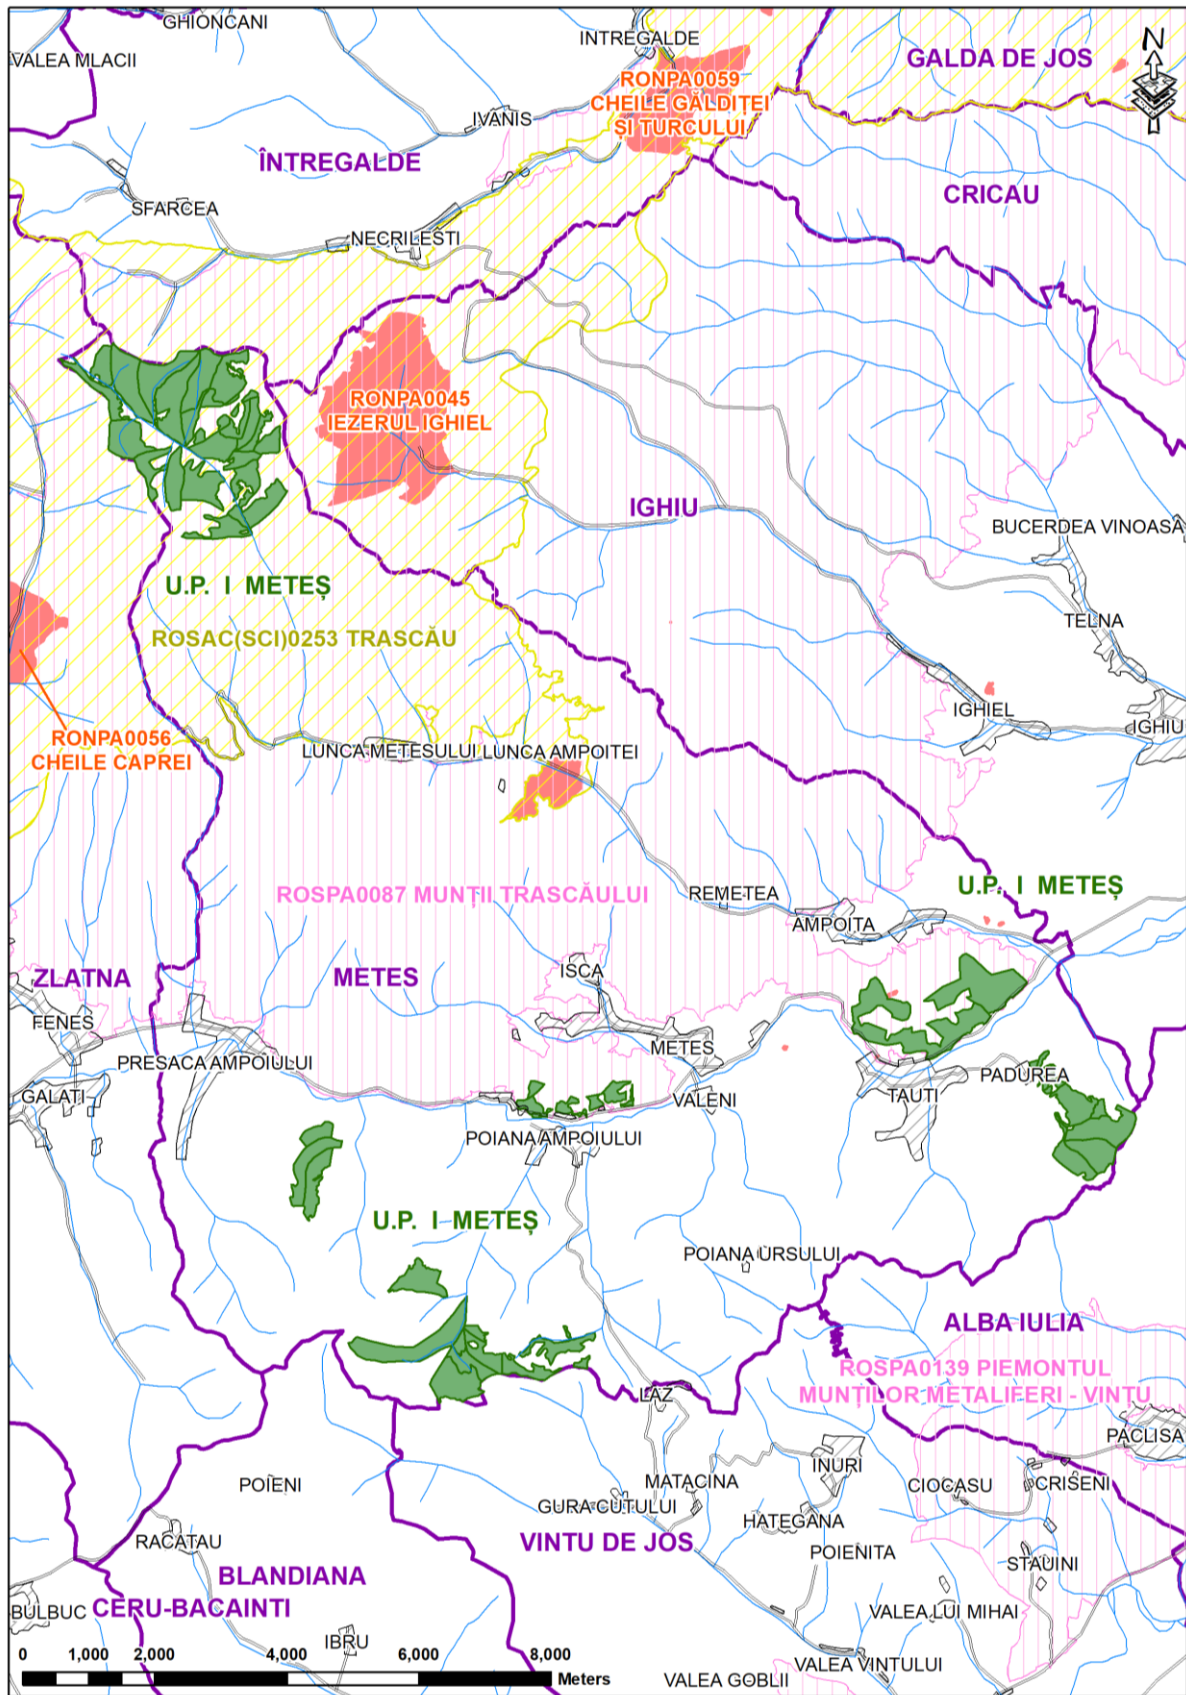 GHIONCANI
INTREGALDE
N
VALEA MLACII
GALDA DE JOS
RONPA0059
CHEILE GĂLDIȚEI
ȘI TURCULUI
IVANIS
ÎNTREGALDE
CRICAU
SFARCEA
NECRILESTI
RONPA0045
IEZERUL IGHIEL
IGHIU
BUCERDEA VINOASĂ
U.P. I METEȘ
TELNA
ROSAC(SCI)0253 TRASCĂU
IGHIEL
IGHIU
RONPA0056
CHEILE CAPREI
LUNCA METESULUI
LUNCA AMPOITEI
ROSPA0087 MUNȚII TRASCĂULUI
REMETEA
U.P. I METEȘ
AMPOITA
ZLATNA
METES
ISCA
FENES
PRESACA AMPOIULUI
METES
PADUREA
GALATI
VALENI
TAUTI
POIANA AMPOIULUI
U.P. I METEȘ
POIANA URSULUI
ALBA IULIA
ROSPA0139 PIEMONTUL
MUNȚILOR METALIFERI - VINȚU
LAZ
PACLISA
POIENI
MATACINA
INURI
CIOCASU
CRISENI
GURA CUTULUI
HATEGANA
RACATAU
VINTU DE JOS
POIENITA
STAUINI
BLANDIANA
BULBUC
CERU-BACAINTI
VALEA LUI MIHAI
IBRU
VALEA VINTULUI
VALEA GOBLII
0 1,000 2,000 4,000 6,000 8,000
Meters